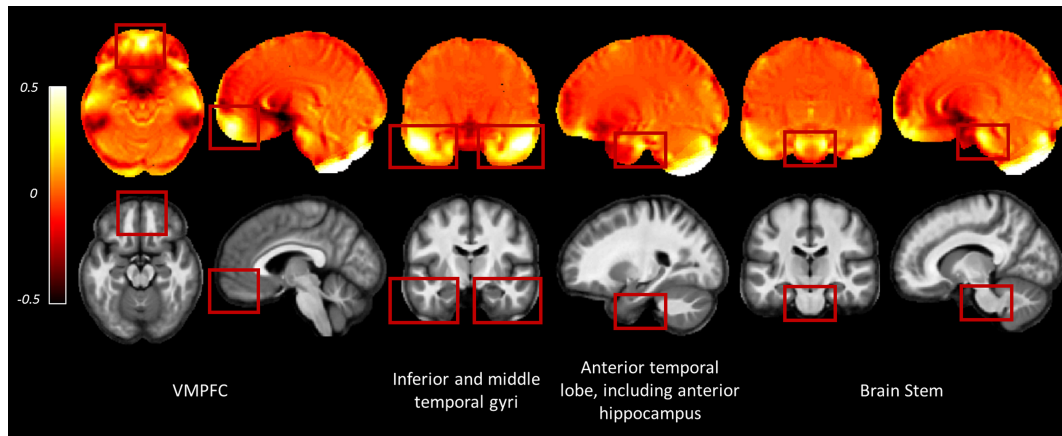 0.5
0
-0.5
VMPFC
Inferior and middle
temporal gyri
Anterior temporal
lobe, including anterior
hippocampus
Brain Stem